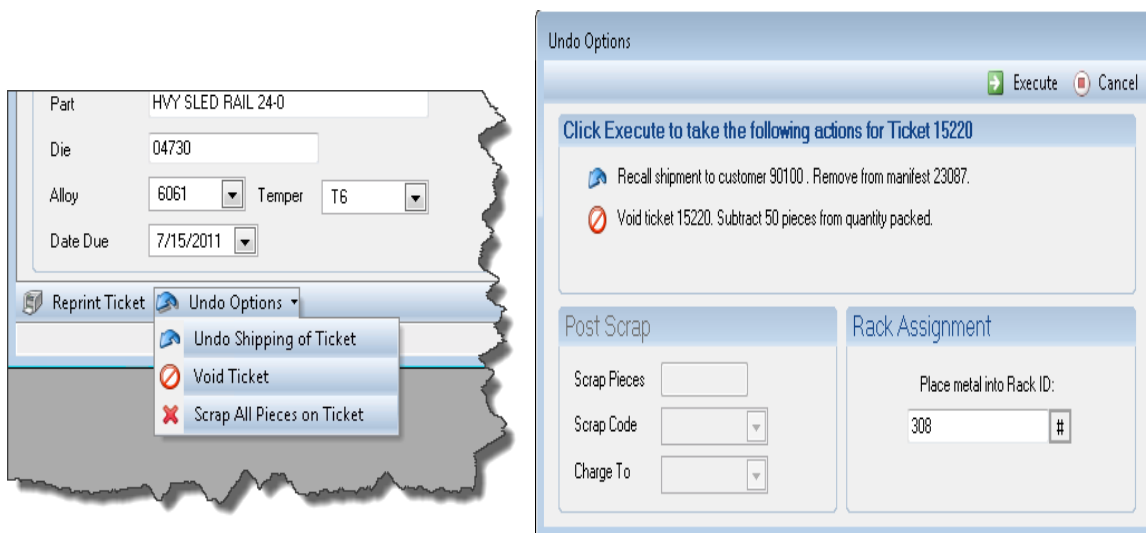 Part HVY SLED RAIL 24-0
Die 04730
Alloy 6061 Temper T6
Date Due 7/15/2011
Reprint Ticket Undo Options
Undo Shipping of Ticket
Void Ticket
Scrap All Pieces on Ticket
Undo Options
Execute Cancel
Click Execute to take the following actions for Ticket 15220
Recall shipment to customer 90100 . Remove from manifest 23087.
Void ticket 15220. Subtract 50 pieces from quantity packed.
Post Scrap
Scrap Pieces
Scrap Code
Charge To
Rack Assignment
Place metal into Rack ID:
308 #